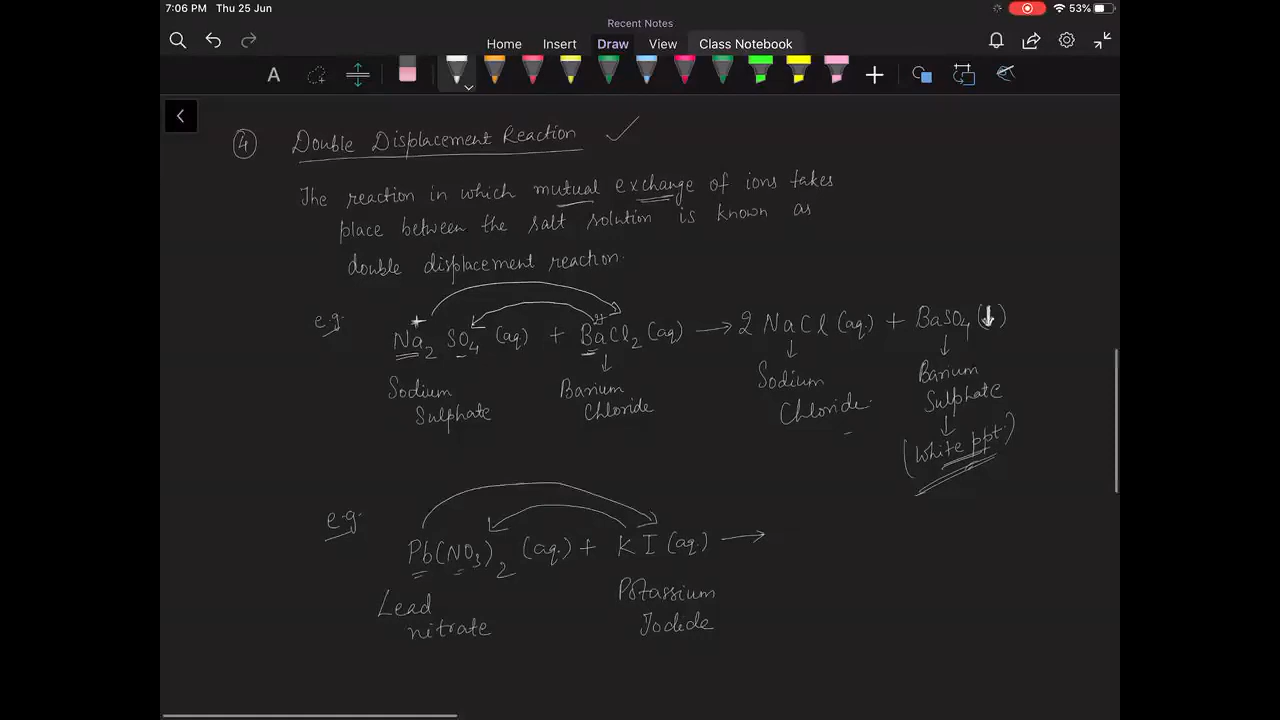 7:06 PM Thu 25 Jun
53%
Recent Notes
Home Insert Draw View Class Notebook
A
④ Double Displacement Reaction ✓
The reaction in which mutual exchange of ions takes
place between the salt solution is known as
double displacement reaction.
e.g. Na₂⁺ SO₄ (aq) + Ba²⁺Cl₂ (aq) → 2 NaCl (aq) + BaSO₄ (↓)
Sodium Sulphate
Barium Chloride
Sodium Chloride.
Barium Sulphate
(White ppt.)
e.g. Pb(NO₃)₂ (aq.) + KI (aq.) →
Lead nitrate
Potassium Iodide